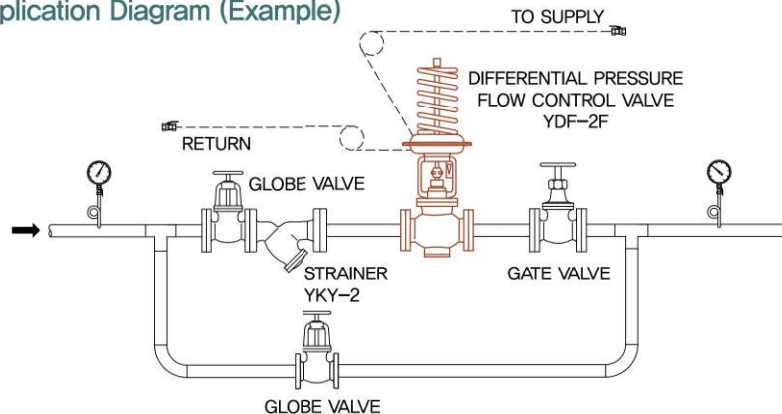 plication Diagram (Example)
TO SUPPLY
DIFFERENTIAL PRESSURE
FLOW CONTROL VALVE
YDF-2F
RETURN
GLOBE VALVE
STRAINER
YKY-2
GATE VALVE
GLOBE VALVE